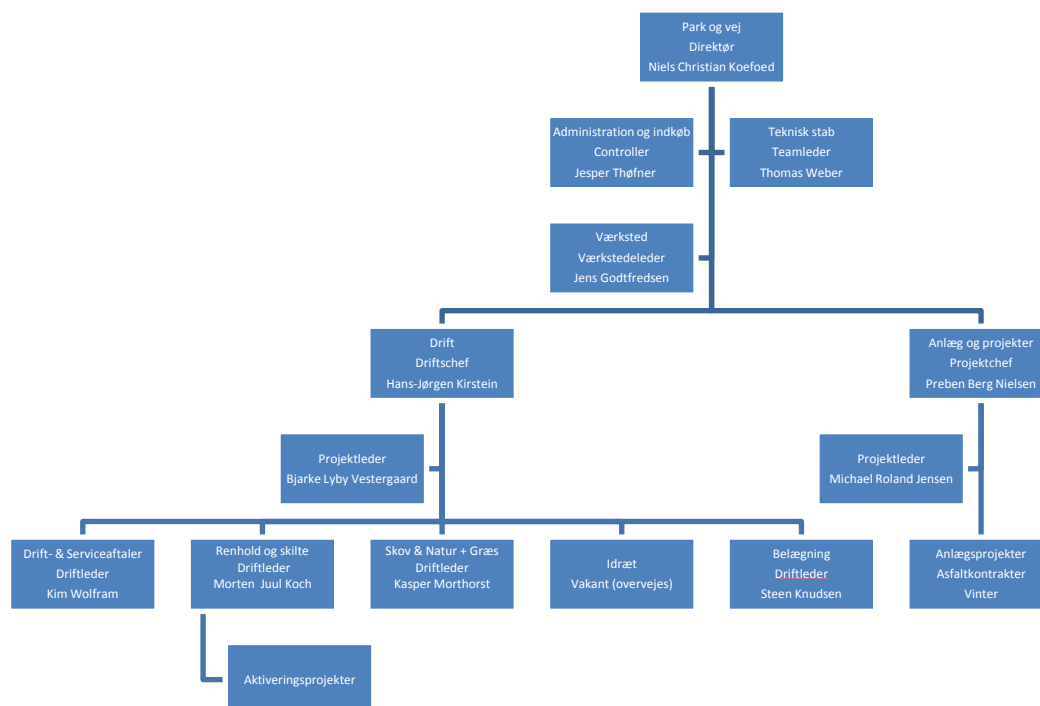 Park og vej
Direktør
Niels Christian Koefoed
Administration og indkøb
Controller
Jesper Thøfner
Teknisk stab
Teamleder
Thomas Weber
Værksted
Værkstedeleder
Jens Godtfredsen
Drift
Driftschef
Hans-Jørgen Kirstein
Anlæg og projekter
Projektchef
Preben Berg Nielsen
Projektleder
Bjarke Lyby Vestergaard
Projektleder
Michael Roland Jensen
Drift- & Serviceaftaler
Driftleder
Kim Wolfram
Renhold og skilte
Driftleder
Morten Juul Koch
Skov & Natur + Græs
Driftleder
Kasper Morthorst
Idræt
Vakant (overvejes)
Belægning
Driftleder
Steen Knudsen
Anlægsprojekter
Asfaltkontrakter
Vinter
Aktiveringsprojekter